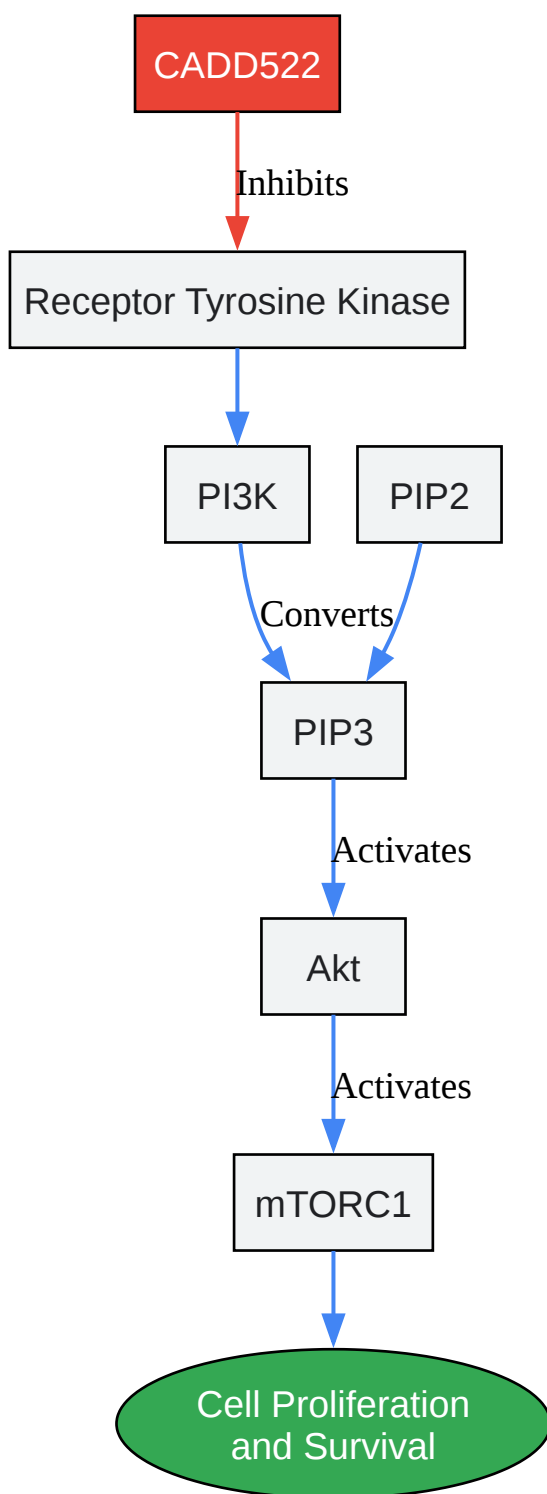 CADD522
Inhibits
Receptor Tyrosine Kinase
PI3K
PIP2
Converts
PIP3
Activates
Akt
Activates
mTORC1
Cell Proliferation
and Survival